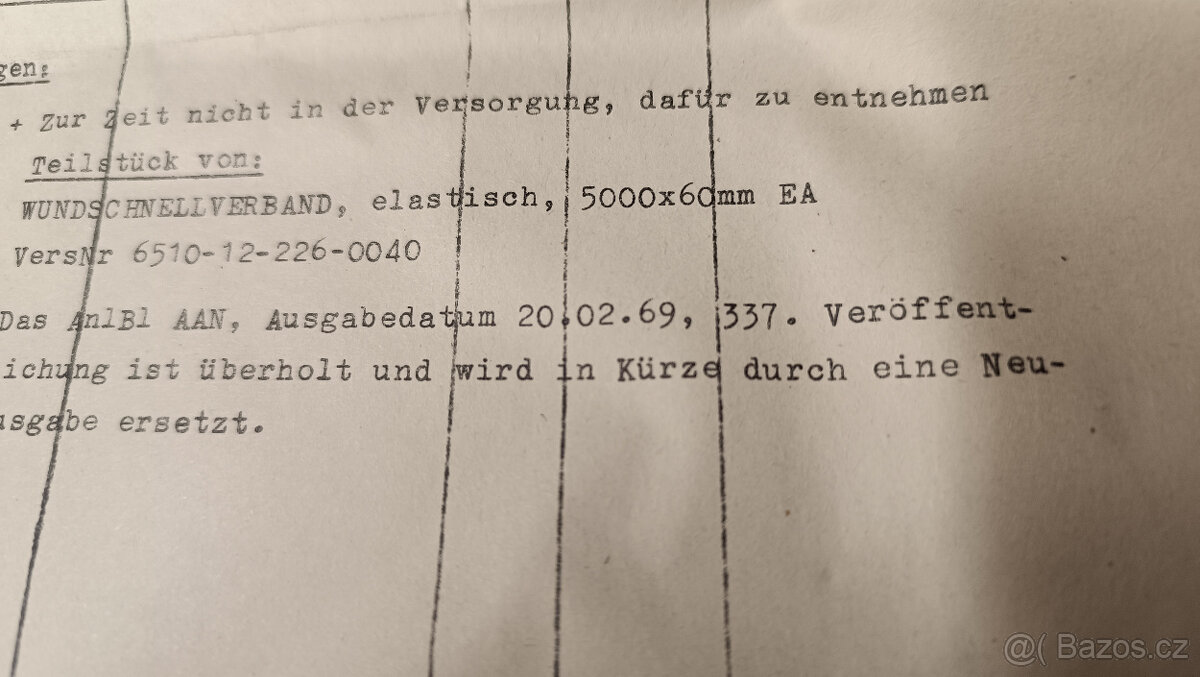 gen:
+ Zur Zeit nicht in der Versorgung, dafür zu entnehmen
Teilstück von:
WUNDSCHNELLVERBAND, elastisch, 5000x60mm EA
VersNr 6510-12-226-0040
Das AnlBl AAN, Ausgabedatum 20.02.69, 337. Veröffent-
ichung ist überholt und wird in Kürze durch eine Neu-
usgabe ersetzt.
@( Bazos.cz